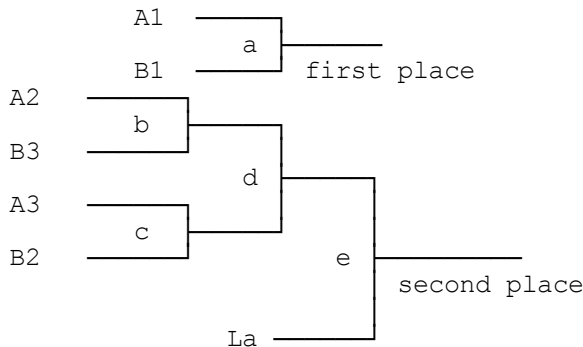 A1
a
B1
first place
A2
b
B3
d
A3
c
B2
e
second place
La